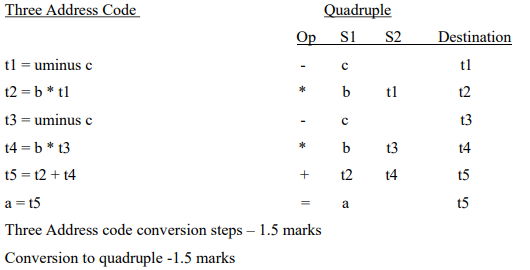 Three Address Code Quadruple
Op S1 S2 Destination
t1 = uminus c - c t1
t2 = b * t1 * b t1 t2
t3 = uminus c - c t3
t4 = b * t3 * b t3 t4
t5 = t2 + t4 + t2 t4 t5
a = t5 = a t5
Three Address code conversion steps – 1.5 marks
Conversion to quadruple -1.5 marks